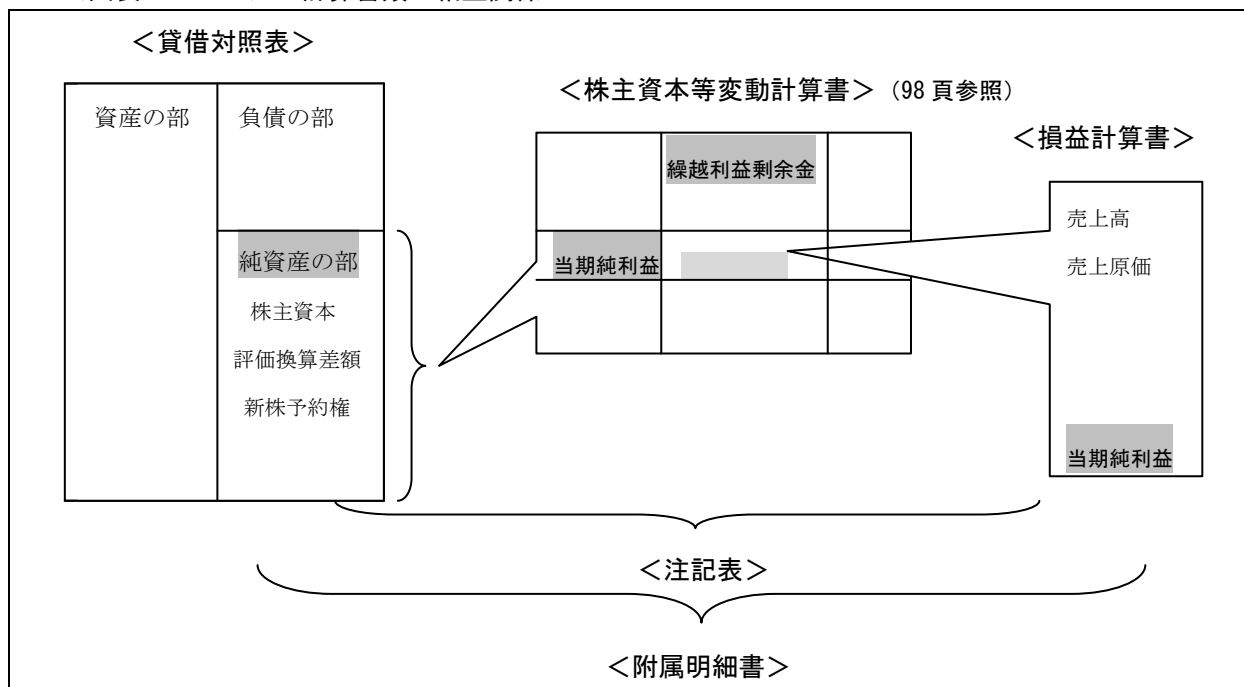 ＜貸借対照表＞
資産の部
負債の部
純資産の部
株主資本
評価換算差額
新株予約権
＜株主資本等変動計算書＞（98 頁参照）
繰越利益剰余金
当期純利益
＜損益計算書＞
売上高
売上原価
当期純利益
＜注記表＞
＜附属明細書＞